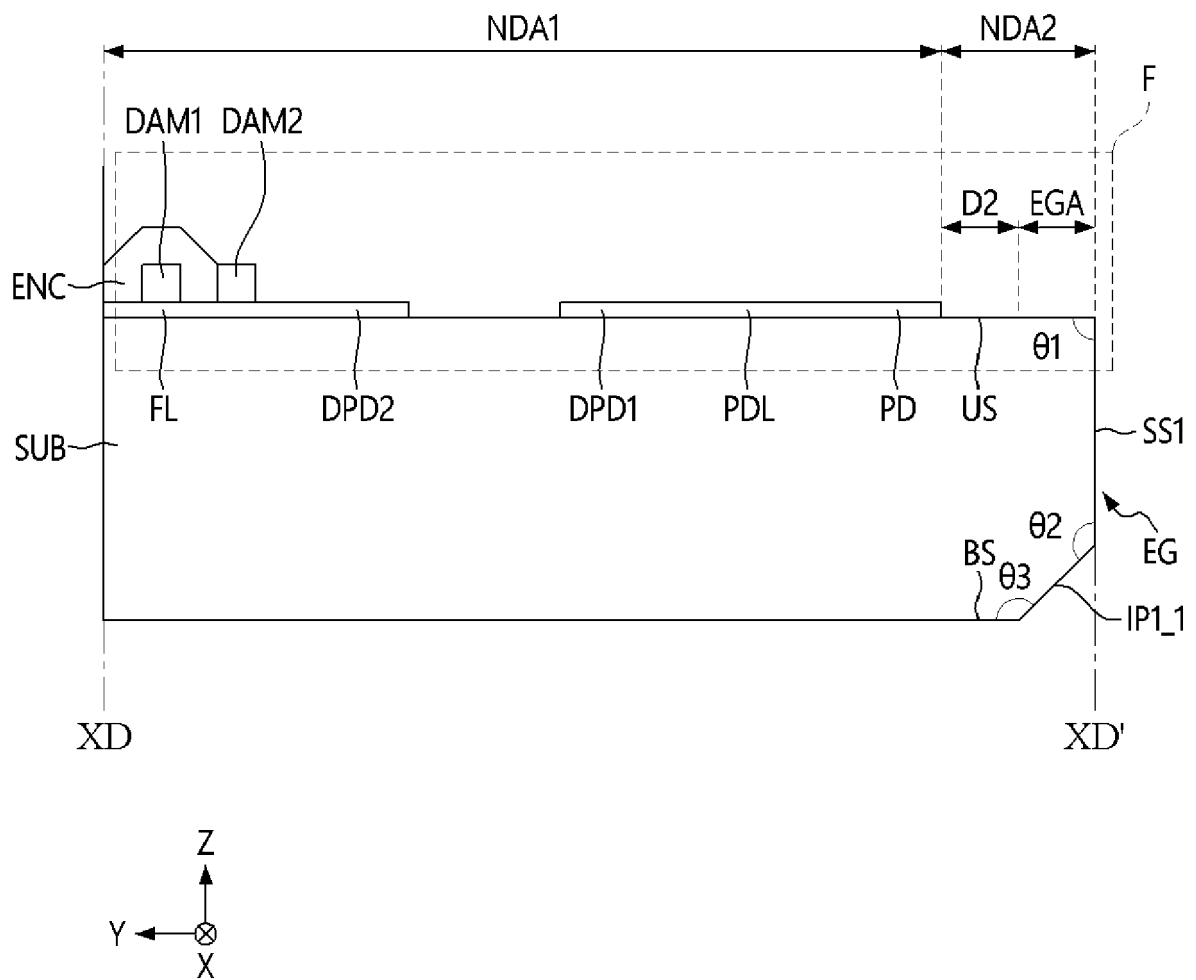 NDA1 NDA2
F
DAM1 DAM2
D2 EGA
ENC
θ1
FL DPD2 DPD1 PDL PD US
SS1
SUB
θ2
EG
BS
θ3
IP1_1
XD XD'
Z
Y
X